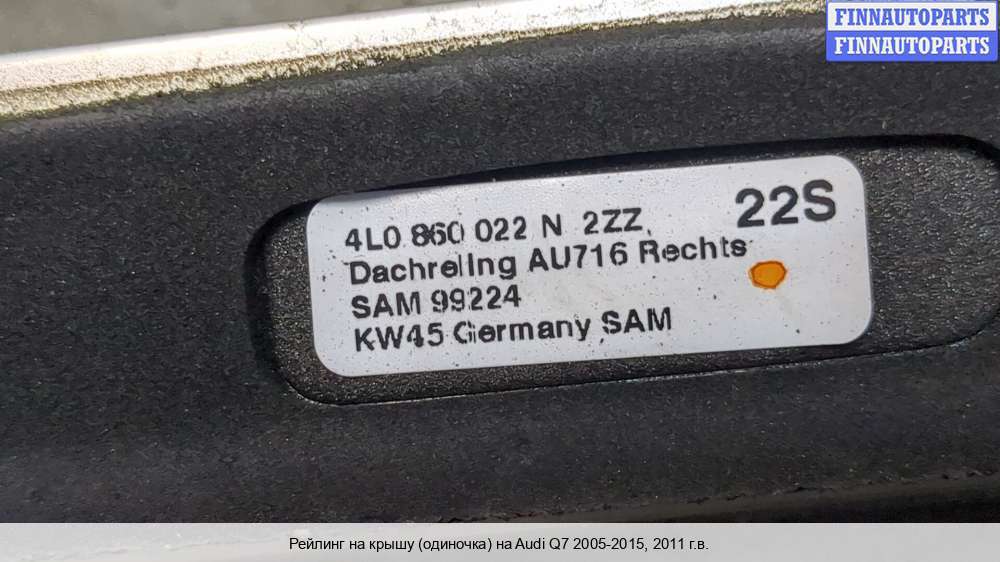 FINNAUTOPARTS
FINNAUTOPARTS
4L0 860 022 N 2ZZ
22S
Dachreling AU716 Rechts
SAM 99224
KW45 Germany SAM
Рейлинг на крышу (одиночка) на Audi Q7 2005-2015, 2011 г.в.